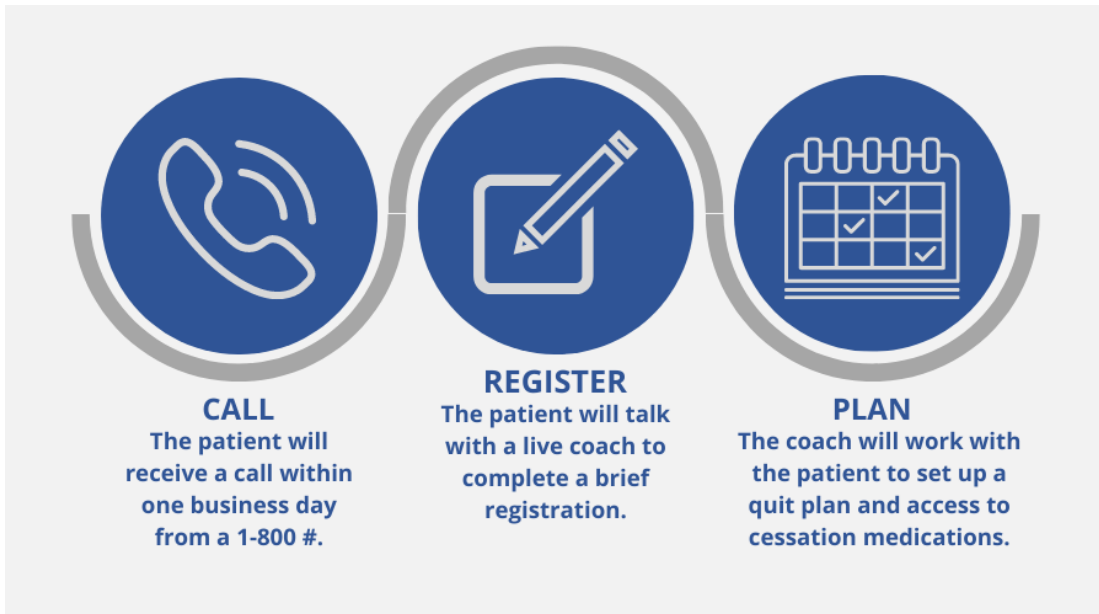 CALL
The patient will
receive a call within
one business day
from a 1-800 #.
REGISTER
The patient will talk
with a live coach to
complete a brief
registration.
PLAN
The coach will work with
the patient to set up a
quit plan and access to
cessation medications.